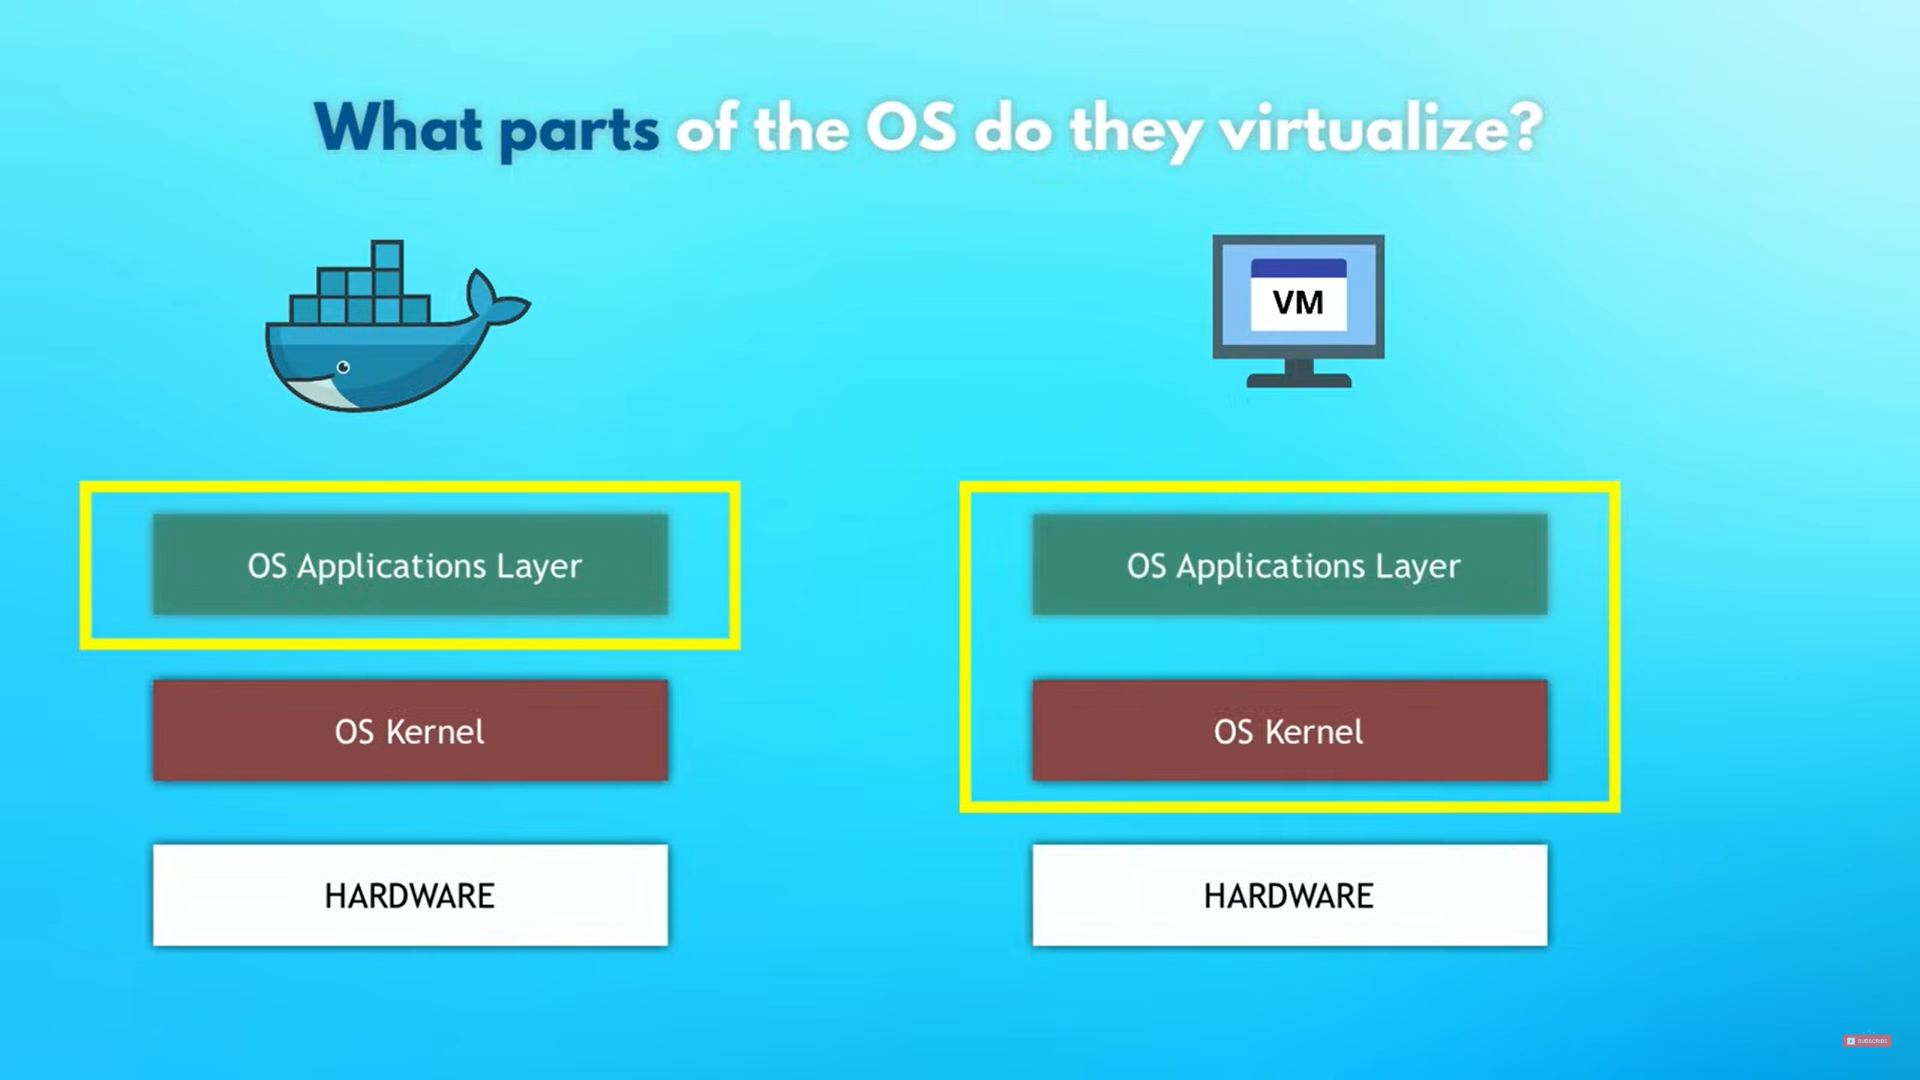 What parts of the OS do they virtualize?
VM
OS Applications Layer
OS Kernel
HARDWARE
OS Applications Layer
OS Kernel
HARDWARE
SUBSCRIBE